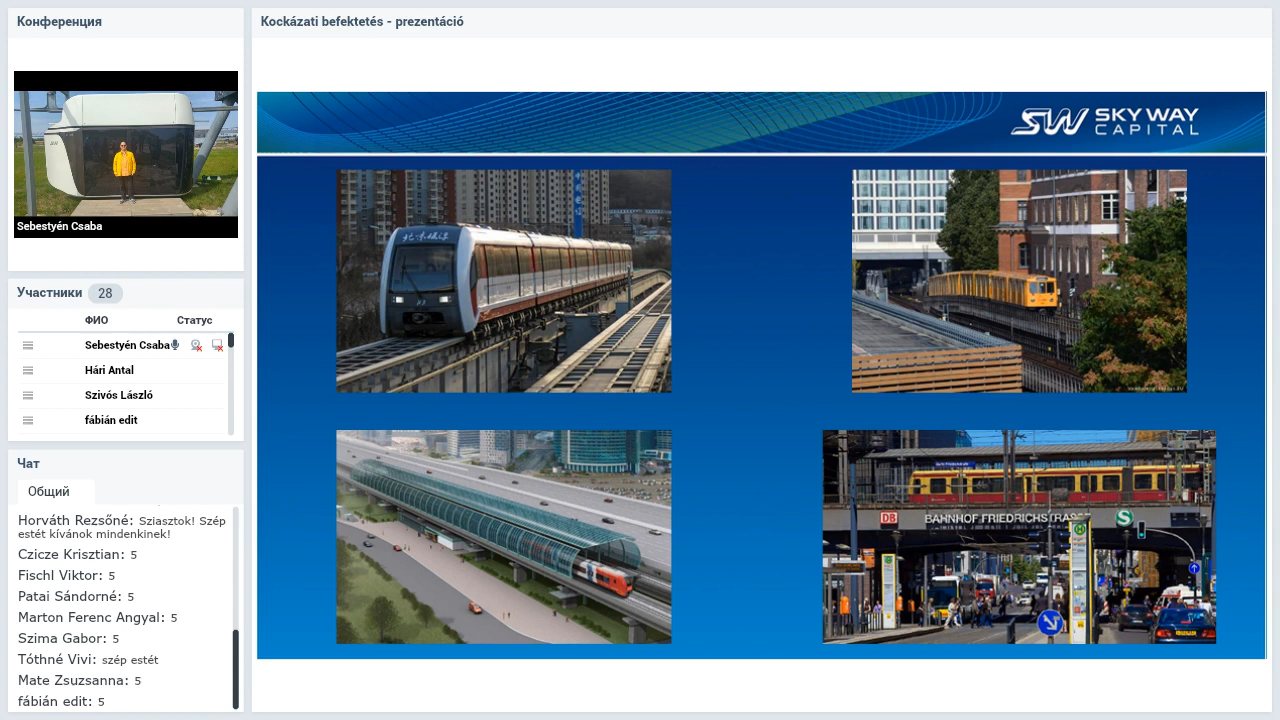 Конференция
Sebestyén Csaba
Участники 28
ФИО Статус
Sebestyén Csaba
Hári Antal
Szivós László
fábián edit
Чат
Общий
Horváth Rezsőné: Sziasztok! Szép
estét kívánok mindenkinek!
Czicze Krisztian: 5
Fischl Viktor: 5
Patai Sándorné: 5
Marton Ferenc Angyal: 5
Szima Gabor: 5
Tóthné Vivi: szép estét
Mate Zsuzsanna: 5
fábián edit: 5
Kockázati befektetés - prezentáció
SW SKY WAY
CAPITAL
DB BAHNHOF FRIEDRICHSTRASSE S